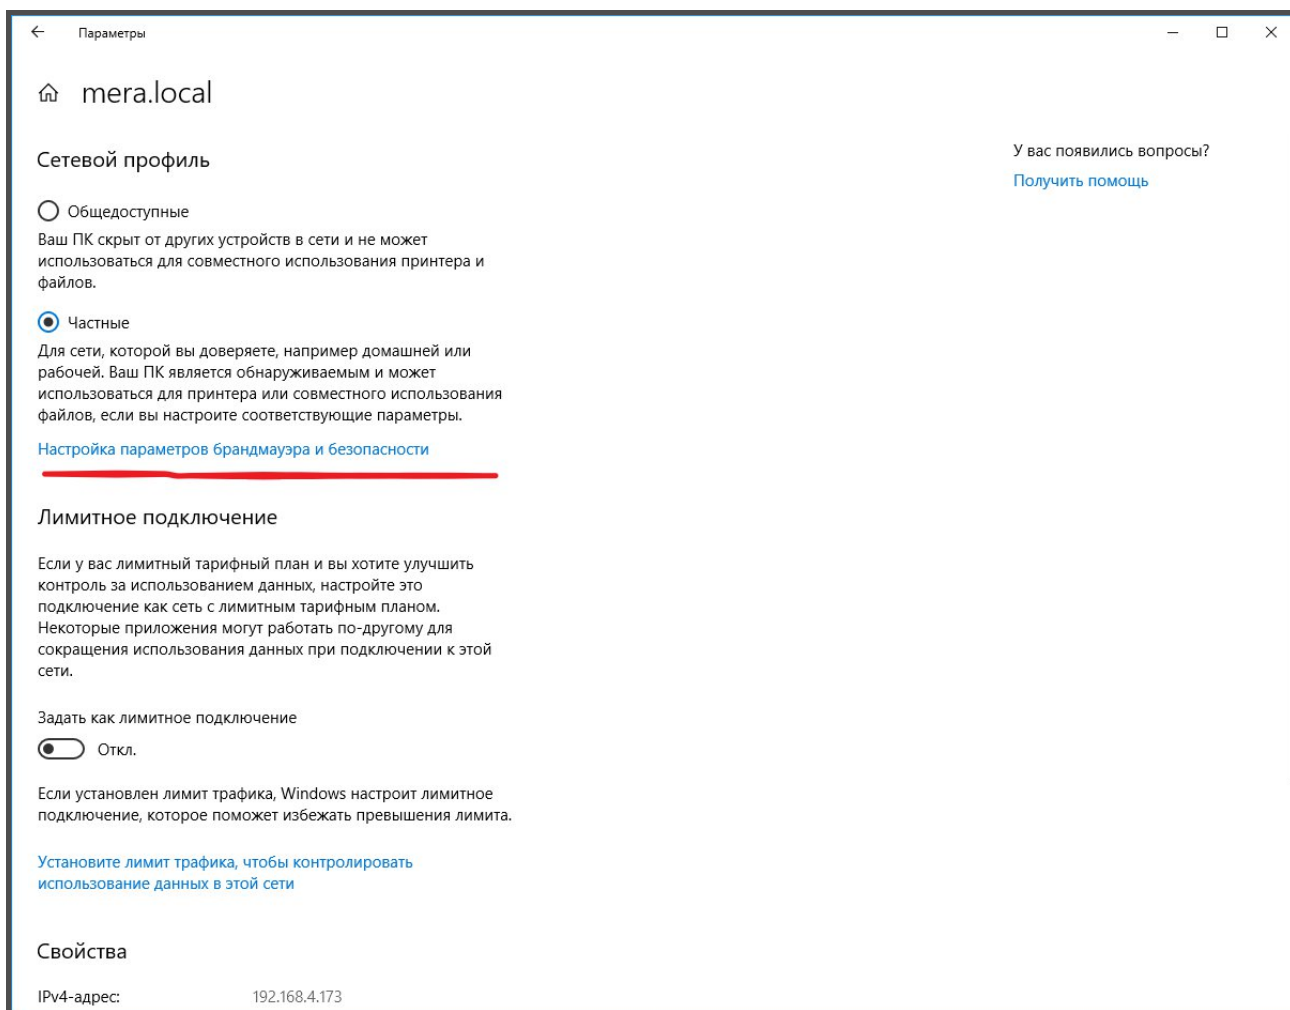 Параметры
mera.local
Сетевой профиль
У вас появились вопросы?
Получить помощь
Общедоступные
Ваш ПК скрыт от других устройств в сети и не может
использоваться для совместного использования принтера и
файлов.
Частные
Для сети, которой вы доверяете, например домашней или
рабочей. Ваш ПК является обнаруживаемым и может
использоваться для принтера или совместного использования
файлов, если вы настроите соответствующие параметры.
Настройка параметров брандмауэра и безопасности
Лимитное подключение
Если у вас лимитный тарифный план и вы хотите улучшить
контроль за использованием данных, настройте это
подключение как сеть с лимитным тарифным планом.
Некоторые приложения могут работать по-другому для
сокращения использования данных при подключении к этой
сети.
Задать как лимитное подключение
Откл.
Если установлен лимит трафика, Windows настроит лимитное
подключение, которое поможет избежать превышения лимита.
Установите лимит трафика, чтобы контролировать
использование данных в этой сети
Свойства
IPv4-адрес: 192.168.4.173